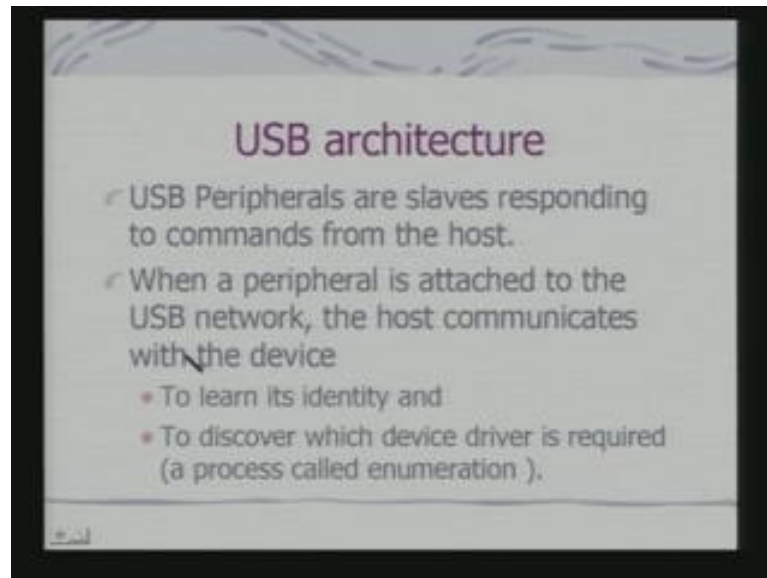 USB architecture
USB Peripherals are slaves responding
to commands from the host.
When a peripheral is attached to the
USB network, the host communicates
with the device
To learn its identity and
To discover which device driver is required
(a process called enumeration ).